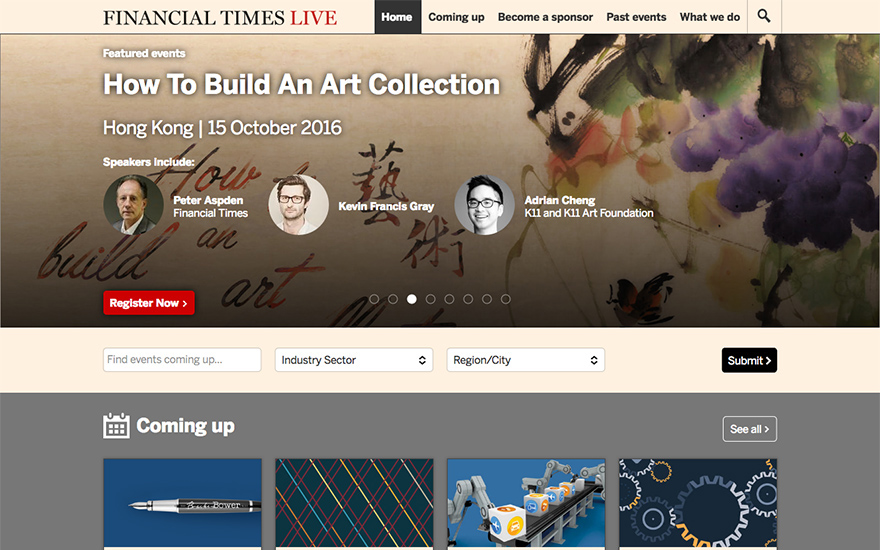 FINANCIAL TIMES LIVE
Home
Coming up
Become a sponsor
Past events
What we do
Featured events
How To Build An Art Collection
Hong Kong | 15 October 2016
Speakers Include:
Peter Aspden
Financial Times
Kevin Francis Gray
Adrian Cheng
K11 and K11 Art Foundation
How
藝
術
build
an
art
Register Now >
Find events coming up...
Industry Sector
Region/City
Submit >
Coming up
See all >
Bower